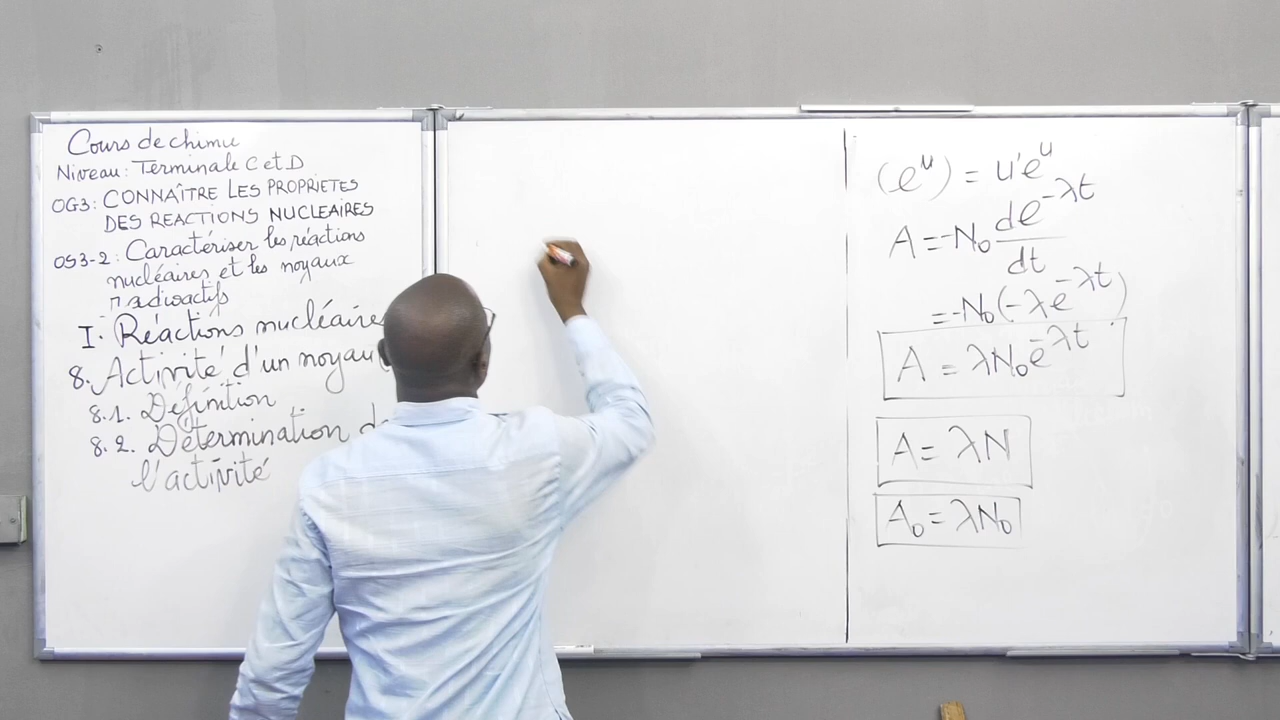 Cours de chimie
Niveau: Terminale C et D
OG3: CONNAÎTRE LES PROPRIETES
DES REACTIONS NUCLEAIRES
OS3-2: Caractériser les réactions
nucléaires et les noyaux
radioactifs
I. Réactions nucléaires
8. Activité d'un noyau
8.1. Définition
8.2. Détermination de
l'activité
(e^u) = u'e^u
A = -N₀ de^-λt/dt
= -N₀(-λe^-λt)
A = λN₀e^-λt
A = λN
A₀ = λN₀